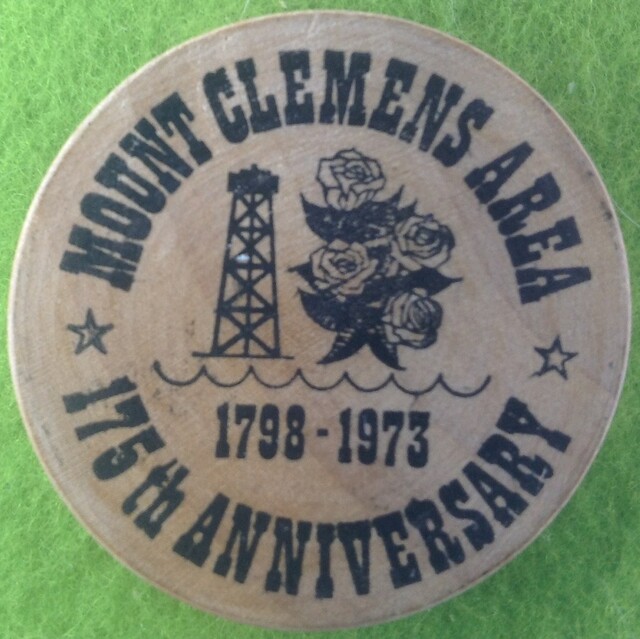 MOUNT CLEMENS AREA
1798-1973
175th ANNIVERSARY